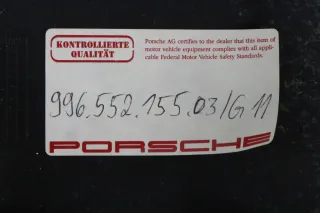 KONTROLLIERTE
QUALITÄT
Porsche AG certifies to the dealer that this item of
motor vehicle equipment complies with all appli-
cable Federal Motor Vehicle Safety Standards.
996.552.155.03/G 11
PORSCHE